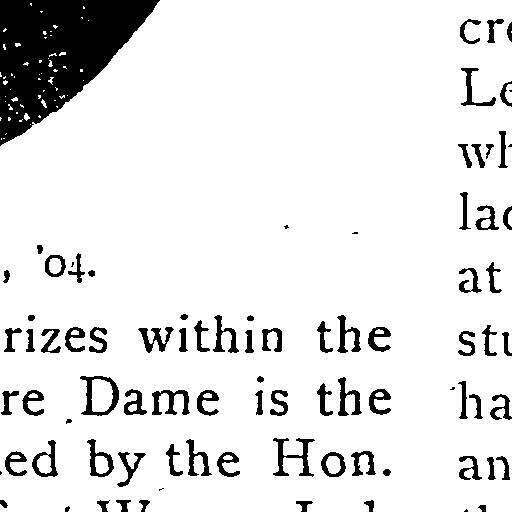 , '04.
rizes within the
re Dame is the
ed by the Hon.
cre
Le
wh
lac
at
stu
ha
an